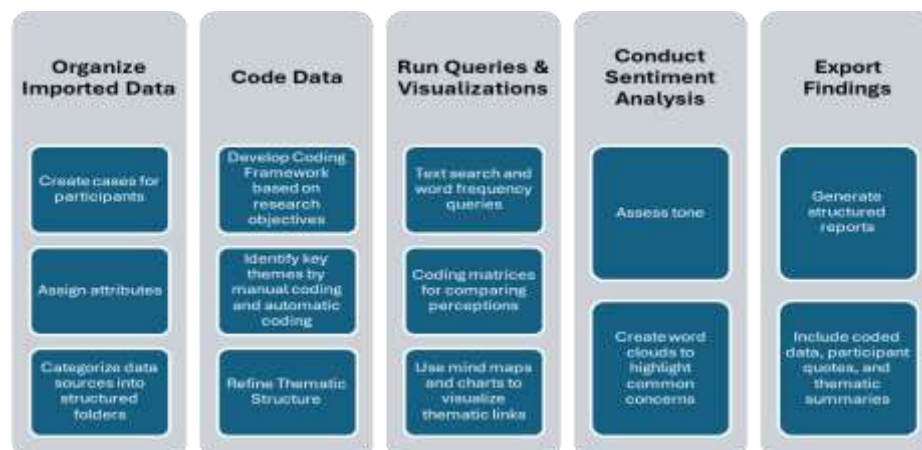 Organize
Imported Data
Create cases for
participants
Assign attributes
Categorize data
sources into
structured folders
Code Data
Develop Coding
Framework
based on
research
objectives
Identify key
themes by
manual coding
and automatic
coding
Refine Thematic
Structure
Run Queries &
Visualizations
Text search and
word frequency
queries
Coding matrices
for comparing
perceptions
Use mind maps
and charts to
visualize
thematic links
Conduct
Sentiment
Analysis
Assess tone
Create word
clouds to
highlight
common
concerns
Export
Findings
Generate
structured
reports
Include coded
data, participant
quotes, and
thematic
summaries